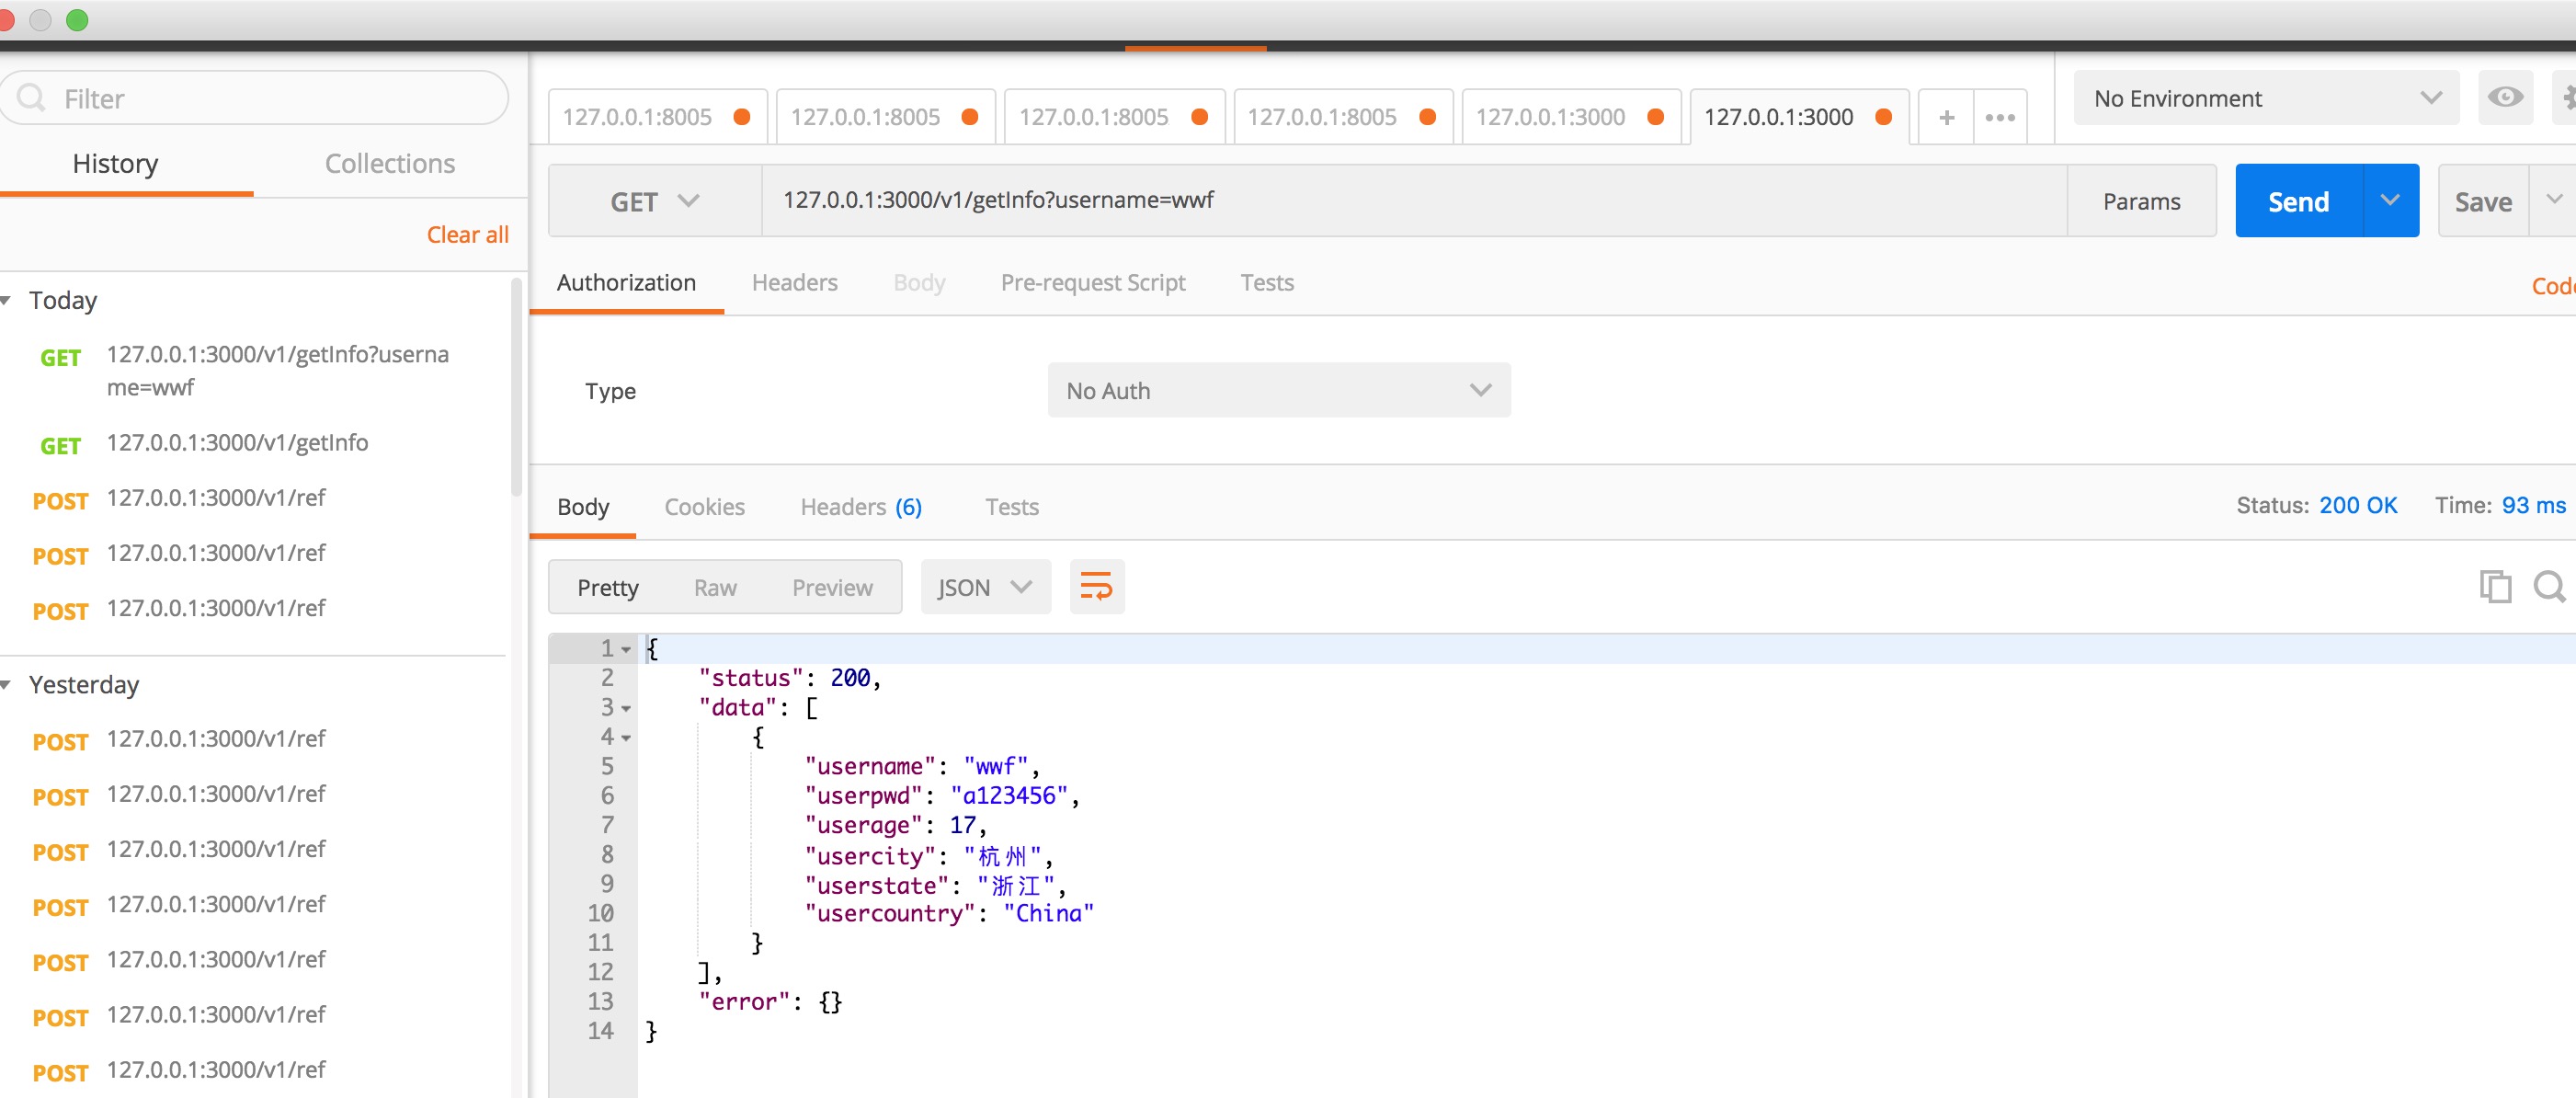 Filter
History Collections
Clear all
Today
GET 127.0.0.1:3000/v1/getInfo?userna
me=wwf
GET 127.0.0.1:3000/v1/getInfo
POST 127.0.0.1:3000/v1/ref
POST 127.0.0.1:3000/v1/ref
POST 127.0.0.1:3000/v1/ref
Yesterday
POST 127.0.0.1:3000/v1/ref
POST 127.0.0.1:3000/v1/ref
POST 127.0.0.1:3000/v1/ref
POST 127.0.0.1:3000/v1/ref
POST 127.0.0.1:3000/v1/ref
POST 127.0.0.1:3000/v1/ref
POST 127.0.0.1:3000/v1/ref
127.0.0.1:8005 127.0.0.1:8005 127.0.0.1:8005 127.0.0.1:8005 127.0.0.1:3000 127.0.0.1:3000 + •••
No Environment
GET 127.0.0.1:3000/v1/getInfo?username=wwf Params Send Save
Authorization Headers Body Pre-request Script Tests Code
Type No Auth
Body Cookies Headers (6) Tests Status: 200 OK Time: 93 ms
Pretty Raw Preview JSON
1 {
2 "status": 200,
3 "data": [
4 {
5 "username": "wwf",
6 "userpwd": "a123456",
7 "userage": 17,
8 "usercity": "杭州",
9 "userstate": "浙江",
10 "usercountry": "China"
11 }
12 ],
13 "error": {}
14 }